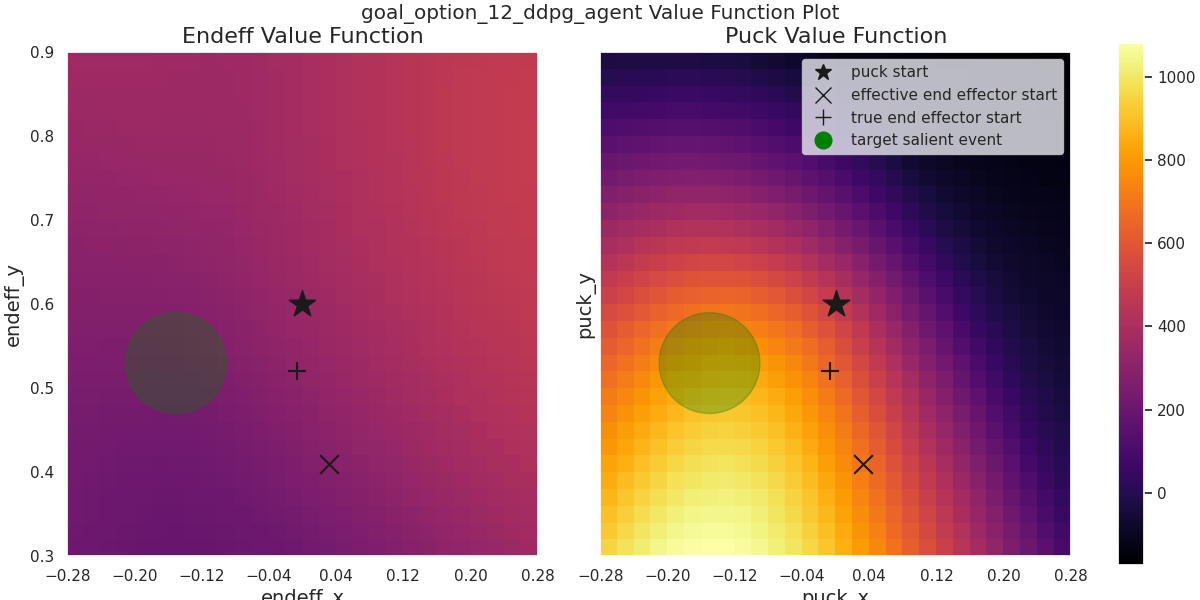 goal_option_12_ddpg_agent Value Function Plot
Endeff Value Function
Puck Value Function
puck start
effective end effector start
true end effector start
target salient event
endeff_y
0.9
0.8
0.7
0.6
0.5
0.4
0.3
−0.28 −0.20 −0.12 −0.04 0.04 0.12 0.20 0.28
endeff_x
puck_y
−0.28 −0.20 −0.12 −0.04 0.04 0.12 0.20 0.28
puck_x
1000
800
600
400
200
0